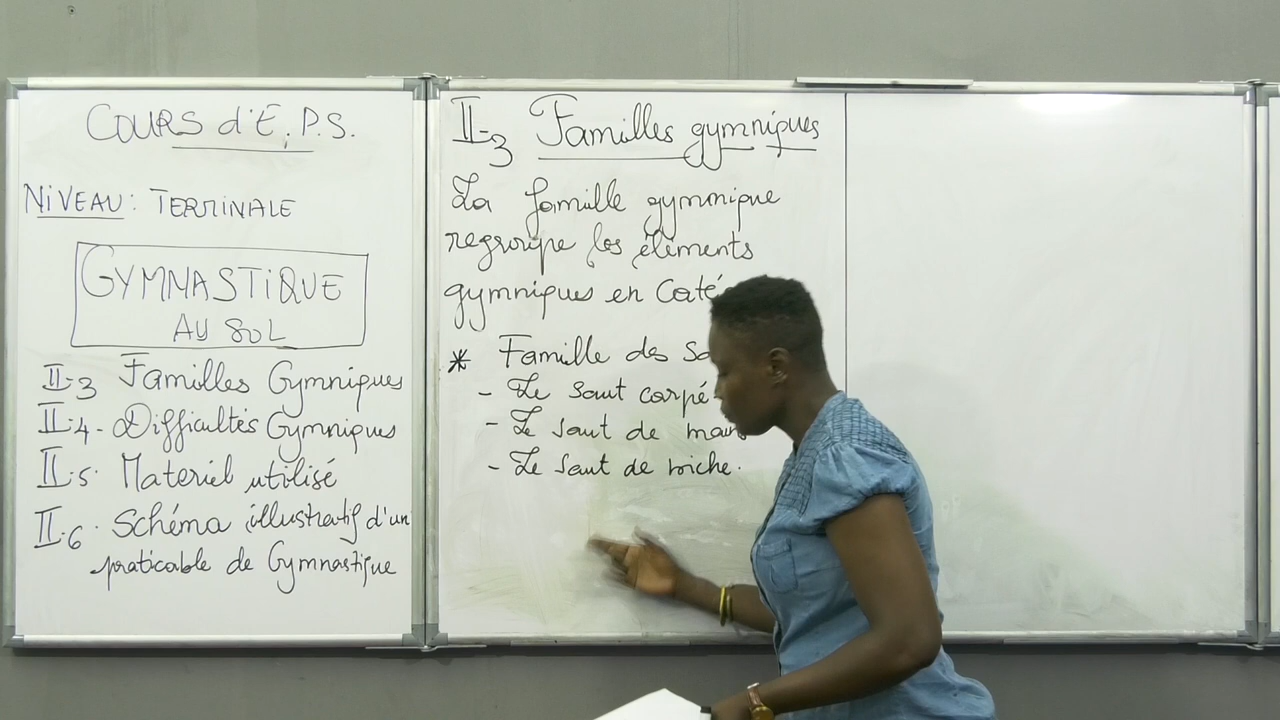 COURS d'E.P.S.
NIVEAU: TERMINALE
GYMNASTIQUE
AU SOL
II-3 Familles Gymniques
II-4- Difficultés Gymniques
II-5. Materiel utilisé
II-6. Schéma illustratif d'un
praticable de Gymnastique
II-3 Familles gymniques
La famille gymnique
regroupe les éléments
gymniques en Caté
* Famille des
- Le saut carpé
- Le saut de
- Le saut de biche.